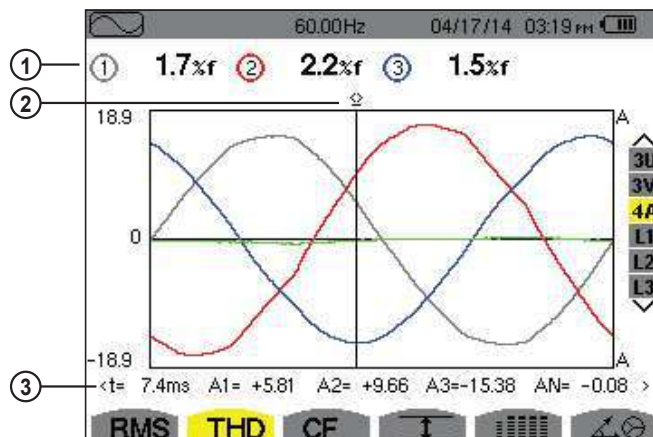 60.00Hz 04/17/14 03:19 PM
1 1 1.7%f 2 2.2%f 3 1.5%f
2
18.9 A
3U
3V
4A
0 L1
L2
L3
-18.9 A
3 <t= 7.4ms A1= +5.81 A2= +9.66 A3=-15.38 AN= -0.08 >
RMS THD CF